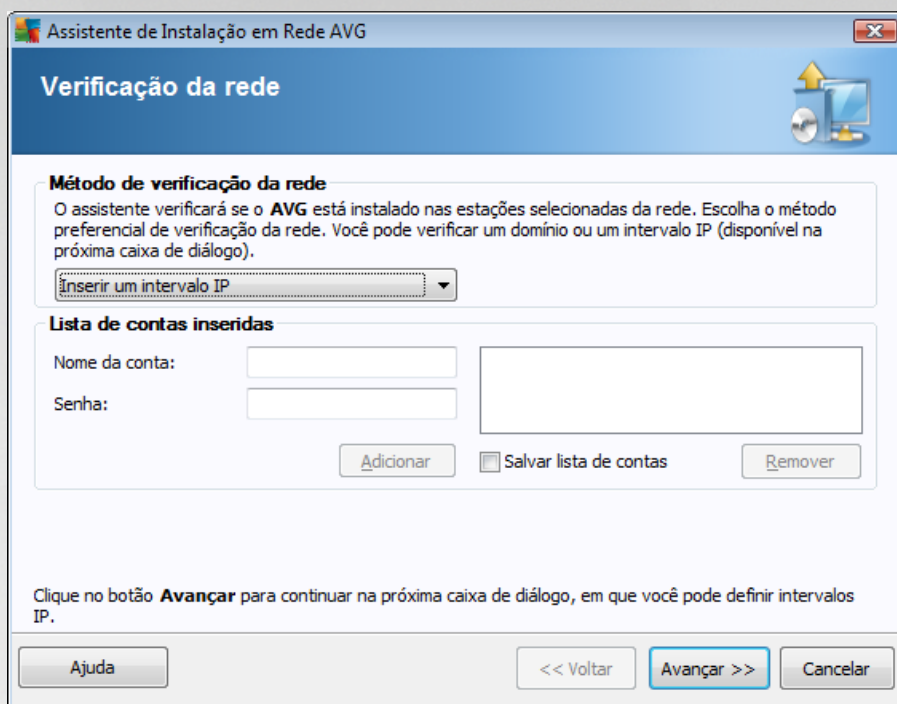 Assistente de Instalação em Rede AVG
Verificação da rede
Método de verificação da rede
O assistente verificará se o AVG está instalado nas estações selecionadas da rede. Escolha o método
preferencial de verificação da rede. Você pode verificar um domínio ou um intervalo IP (disponível na
próxima caixa de diálogo).
Inserir um intervalo IP
Lista de contas inseridas
Nome da conta:
Senha:
Adicionar
Salvar lista de contas
Remover
Clique no botão Avançar para continuar na próxima caixa de diálogo, em que você pode definir intervalos
IP.
Ajuda
<< Voltar
Avançar >>
Cancelar